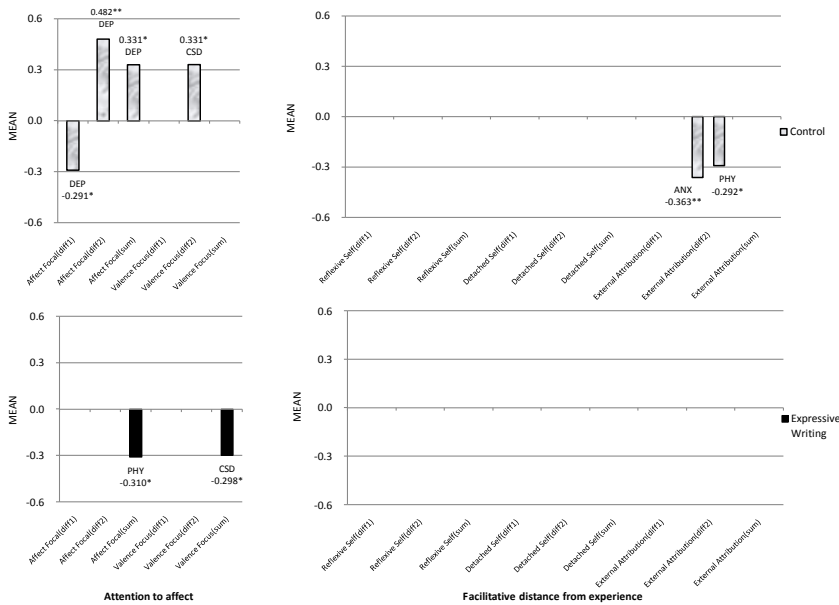 0.6
0.3
0.0
-0.3
-0.6
MEAN
0.482**
DEP
0.331*
DEP
0.331*
CSD
DEP
-0.291*
Affect Focal(diff1)
Affect Focal(diff2)
Affect Focal(sum)
Valence Focus(diff1)
Valence Focus(diff2)
Valence Focus(sum)
0.6
0.3
0.0
-0.3
-0.6
MEAN
ANX
-0.363**
PHY
-0.292*
Reflexive Self(diff1)
Reflexive Self(diff2)
Reflexive Self(sum)
Detached Self(diff1)
Detached Self(diff2)
Detached Self(sum)
External Attribution(diff1)
External Attribution(diff2)
External Attribution(sum)
Control
0.6
0.3
0.0
-0.3
-0.6
MEAN
PHY
-0.310*
CSD
-0.298*
Affect Focal(diff1)
Affect Focal(diff2)
Affect Focal(sum)
Valence Focus(diff1)
Valence Focus(diff2)
Valence Focus(sum)
Attention to affect
0.6
0.3
0.0
-0.3
-0.6
MEAN
Reflexive Self(diff1)
Reflexive Self(diff2)
Reflexive Self(sum)
Detached Self(diff1)
Detached Self(diff2)
Detached Self(sum)
External Attribution(diff1)
External Attribution(diff2)
External Attribution(sum)
Facilitative distance from experience
Expressive
Writing